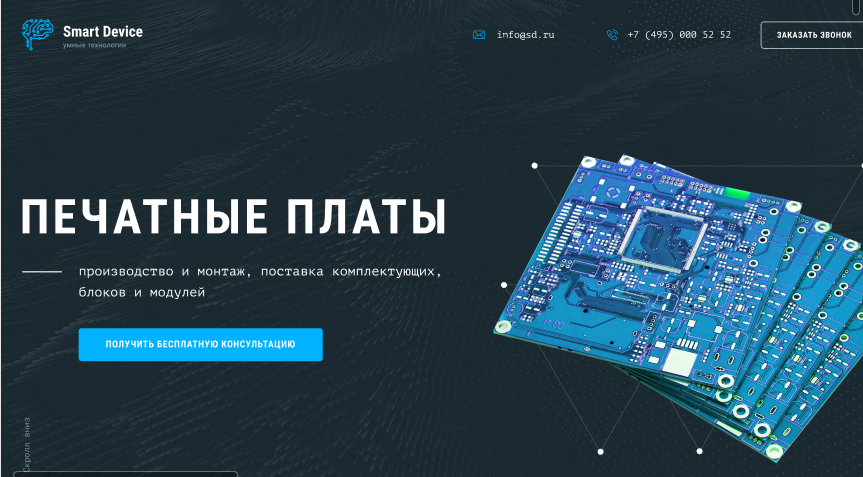 Smart Device
умные технологии
info@sd.ru
+7 (495) 000 52 52
ЗАКАЗАТЬ ЗВОНОК
ПЕЧАТНЫЕ ПЛАТЫ
производство и монтаж, поставка комплектующих,
блоков и модулей
ПОЛУЧИТЬ БЕСПЛАТНУЮ КОНСУЛЬТАЦИЮ
Скролл вниз